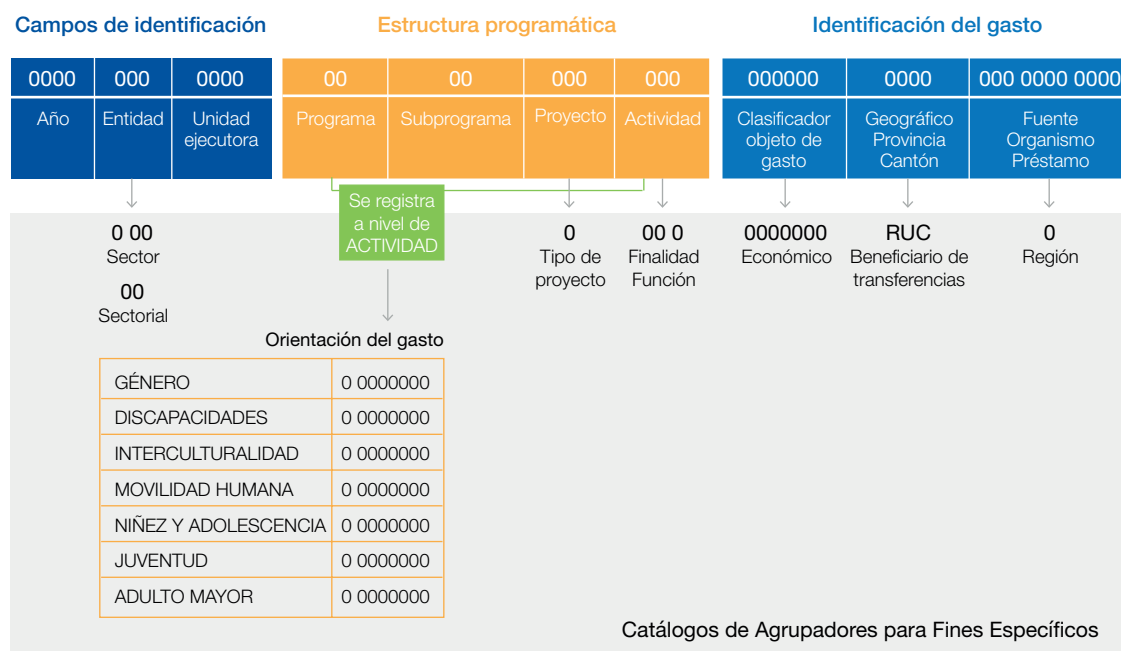 Campos de identificación
Estructura programática
Identificación del gasto
0000 000 0000 00 00 000 000 000000 0000 000 0000 0000
Año
Entidad
Unidad
ejecutora
Programa
Subprograma
Proyecto
Actividad
Clasificador
objeto de
gasto
Geográfico
Provincia
Cantón
Fuente
Organismo
Préstamo
Se registra
a nivel de
ACTIVIDAD
0 00
Sector
00
Sectorial
0
Tipo de
proyecto
00 0
Finalidad
Función
0000000
Económico
RUC
Beneficiario de
transferencias
0
Región
Orientación del gasto
GÉNERO 0 0000000
DISCAPACIDADES 0 0000000
INTERCULTURALIDAD 0 0000000
MOVILIDAD HUMANA 0 0000000
NIÑEZ Y ADOLESCENCIA 0 0000000
JUVENTUD 0 0000000
ADULTO MAYOR 0 0000000
Catálogos de Agrupadores para Fines Específicos